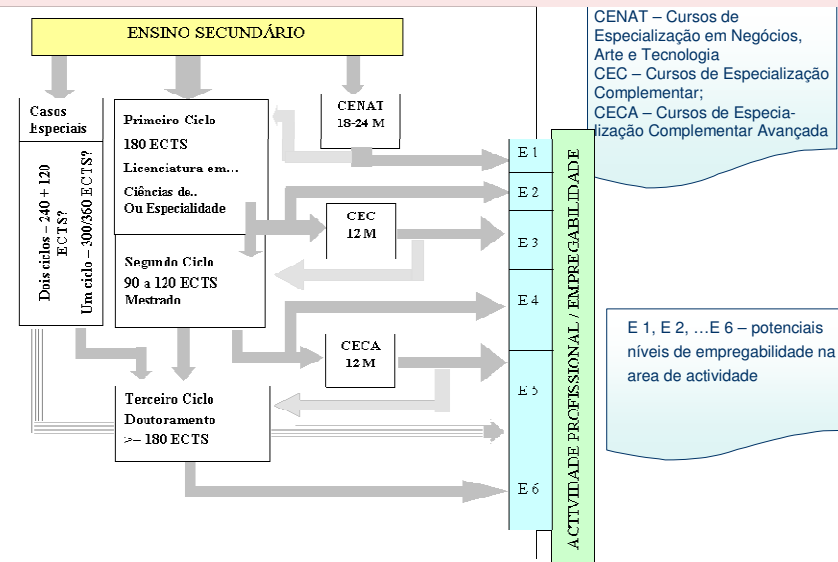 ENSINO SECUNDÁRIO
Casos
Especiais
Dois ciclos – 240 + 120
ECTS?
Um ciclo – 300/360 ECTS?
Primeiro Ciclo
180 ECTS
Licenciatura em...
Ciências de..
Ou Especialidade
Segundo Ciclo
90 a 120 ECTS
Mestrado
Terceiro Ciclo
Doutoramento
>= 180 ECTS
CENAT
18-24 M
CEC
12 M
CECA
12 M
E 1
E 2
E 3
E 4
E 5
E 6
ACTIVIDADE PROFISSIONAL / EMPREGABILIDADE
CENAT – Cursos de
Especialização em Negócios,
Arte e Tecnologia
CEC – Cursos de Especialização
Complementar;
CECA – Cursos de Especia-
lização Complementar Avançada
E 1, E 2, …E 6 – potenciais
níveis de empregabilidade na
area de actividade